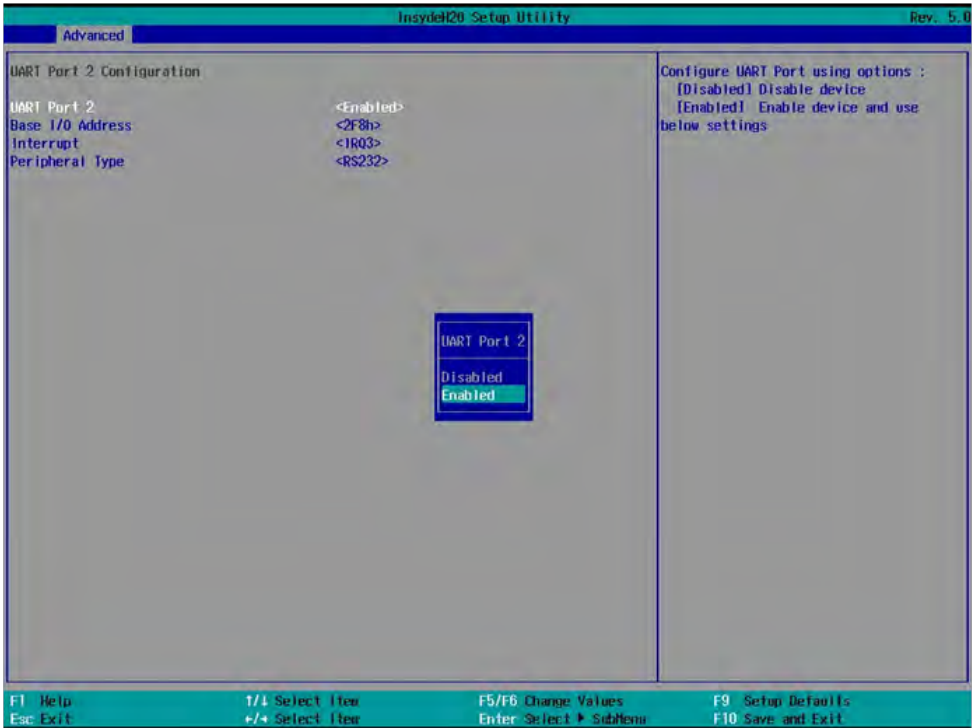 InsydeH20 Setup Utility Rev. 5.0
Advanced
UART Port 2 Configuration
UART Port 2 <Enabled>
Base I/O Address <2F8h>
Interrupt <IRQ3>
Peripheral Type <RS232>
Configure UART Port using options :
[Disabled] Disable device
[Enabled] Enable device and use
below settings
UART Port 2
Disabled
Enabled
F1 Help ↑/↓ Select Item F5/F6 Change Values F9 Setup Defaults
Esc Exit ←/→ Select Item Enter Select ▶ SubMenu F10 Save and Exit